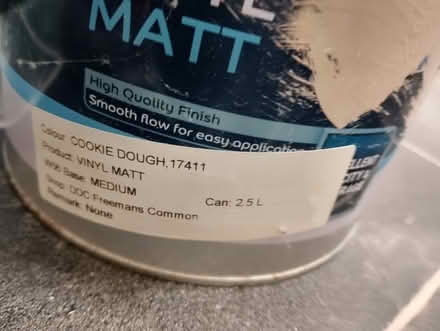 MATT
High Quality Finish
Smooth flow for easy application
Colour: COOKIE DOUGH,17411
Product: VINYL MATT
W06 Base: MEDIUM
Can: 2.5 L
Shop: DDC Freemans Common
Remark: None